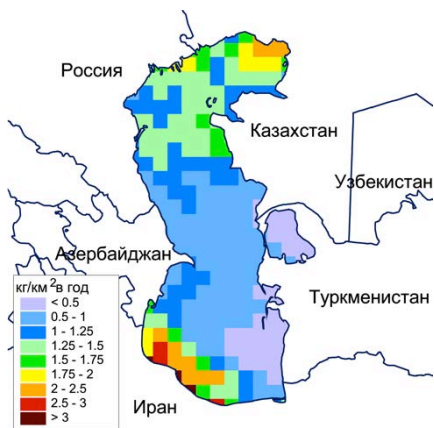 Россия
Казахстан
Узбекистан
Азербайджан
Туркменистан
Иран
кг/км² в год
< 0.5
0.5 - 1
1 - 1.25
1.25 - 1.5
1.5 - 1.75
1.75 - 2
2 - 2.5
2.5 - 3
> 3